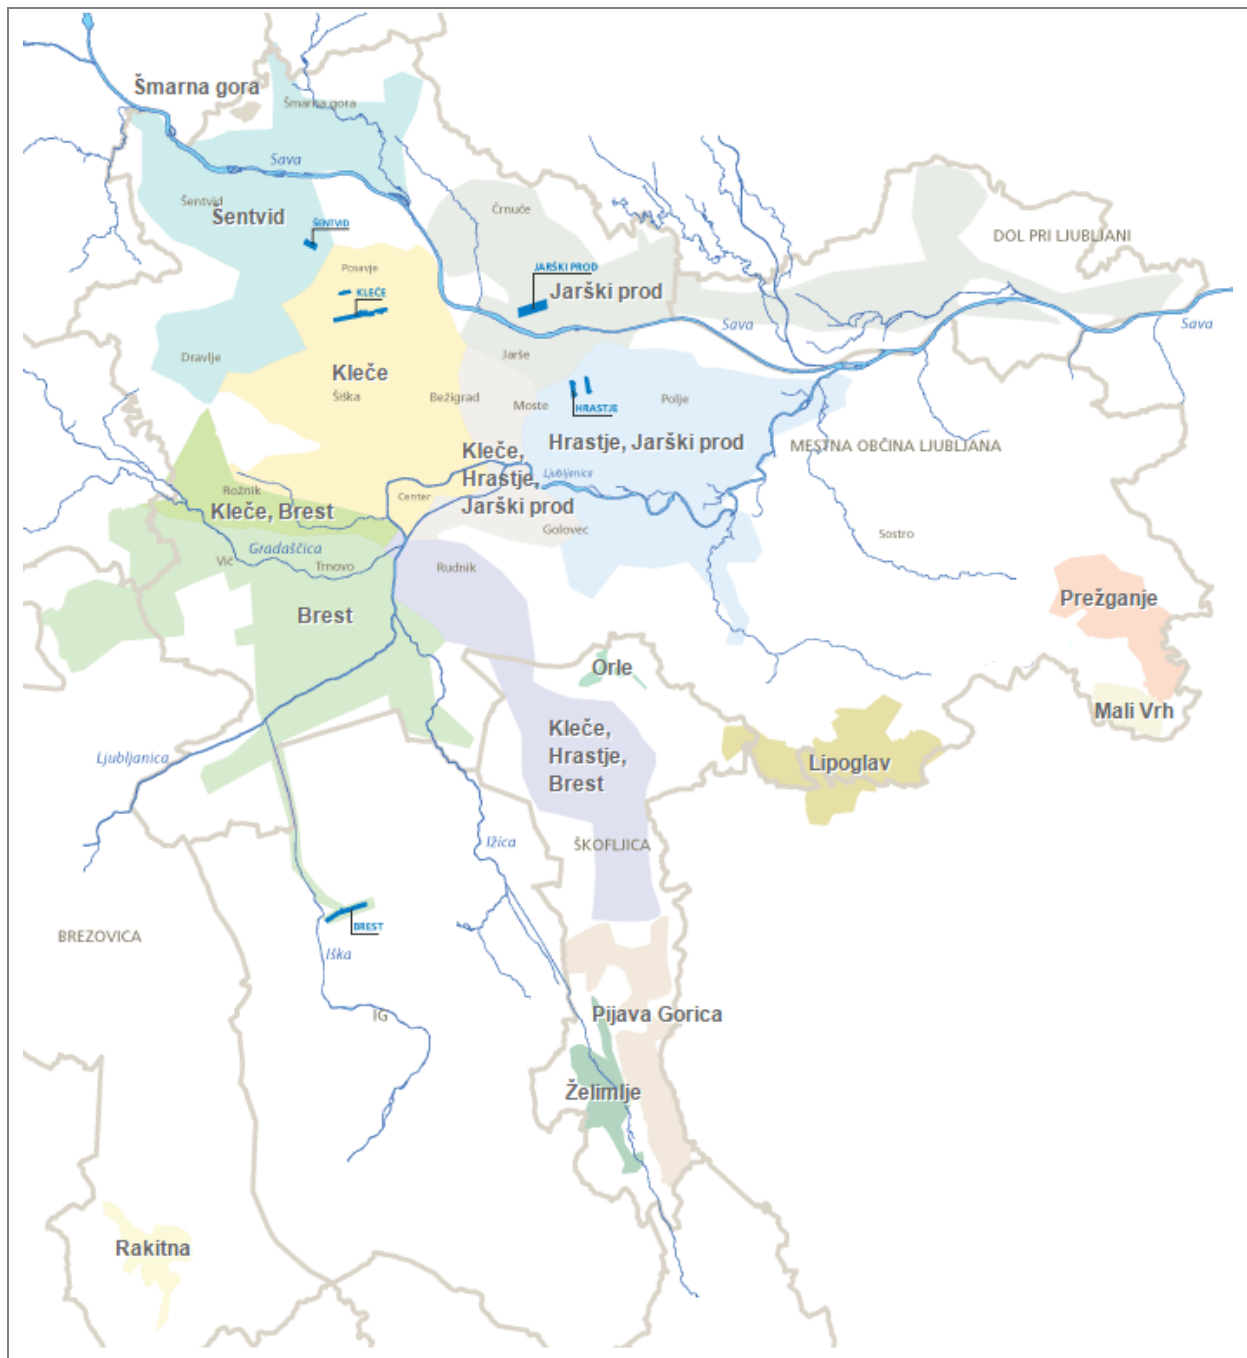 Šmarna gora
Šmarna gora
Sava
Šentvid
Šentvid
ŠENTVID
Črnuče
DOL PRI LJUBLJANI
Posavje
JARŠKI PROD
Jarški prod
KLEČE
Sava
Sava
Dravlje
Jarše
Kleče
Šiška
Bežigrad
Moste
HRASTJE
Polje
Hrastje, Jarški prod
MESTNA OBČINA LJUBLJANA
Kleče,
Hrastje,
Jarški prod
Ljubljanica
Rožnik
Center
Kleče, Brest
Golovec
Sostro
Gradaščica
Vič
Trnovo
Rudnik
Brest
Prežganje
Orle
Mali Vrh
Kleče,
Hrastje,
Brest
Ljubljanica
Lipoglav
Ižica
ŠKOFLJICA
BREST
BREZOVICA
Iška
IG
Pijava Gorica
Želimlje
Rakitna